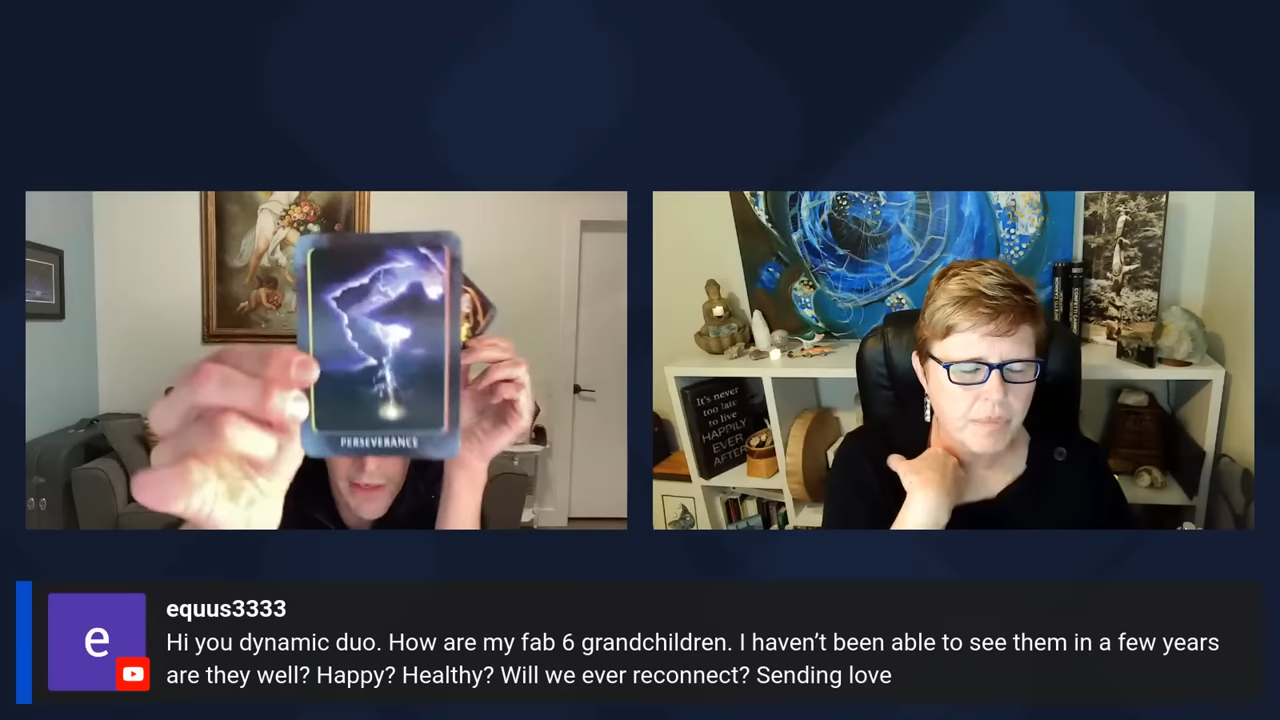 PERSEVERANCE
It's never
too late
to live
HAPPILY
EVER
AFTER
e
equus3333
Hi you dynamic duo. How are my fab 6 grandchildren. I haven’t been able to see them in a few years
are they well? Happy? Healthy? Will we ever reconnect? Sending love